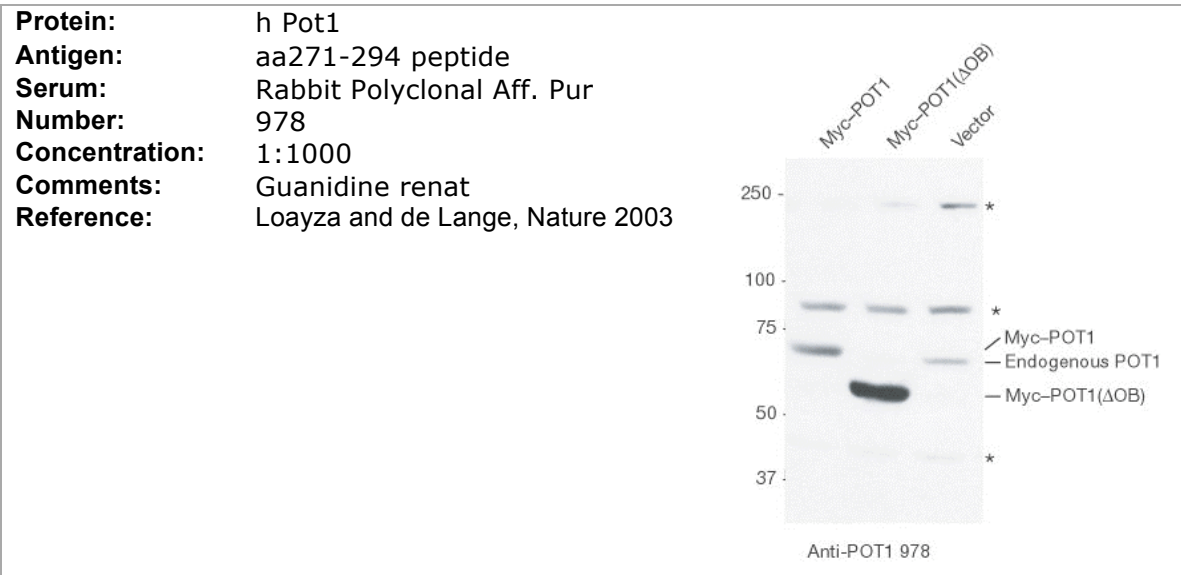 Protein: h Pot1
Antigen: aa271-294 peptide
Serum: Rabbit Polyclonal Aff. Pur
Number: 978
Concentration: 1:1000
Comments: Guanidine renat
Reference: Loayza and de Lange, Nature 2003
Myc–POT1
Myc–POT1(ΔOB)
Vector
250 -
*
100 -
*
75 -
Myc–POT1
Endogenous POT1
Myc–POT1(ΔOB)
50 -
*
37 -
Anti-POT1 978